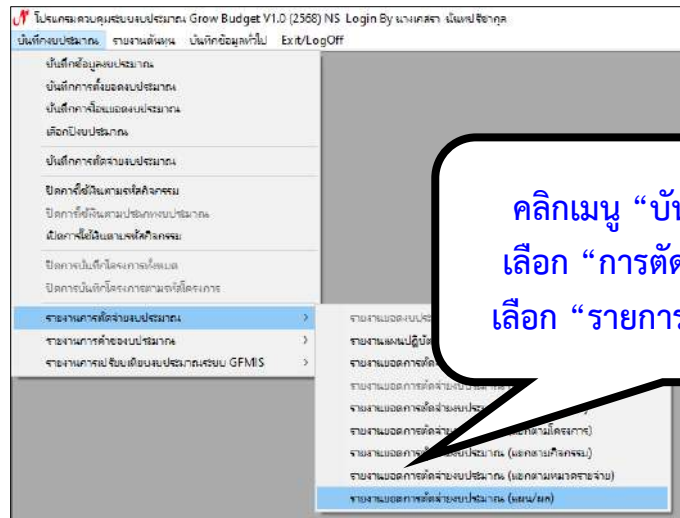 โปรแกรมควบคุมระบบงบประมาณ Grow Budget V1.0 (2568) NS Login By นางเกสรา
บันทึกงบประมาณ รายงานต้นทุน บันทึกข้อมูลทั่วไป Exit/LogOff
บันทึกข้อมูลงบประมาณ
บันทึกการตั้งยอดงบประมาณ
บันทึกการโอนยอดงบประมาณ
เลือกปีงบประมาณ
บันทึกการตัดจ่ายงบประมาณ
ปิดการใช้เงินตามรหัสกิจกรรม
ปิดการใช้เงินตามประเภทงบประมาณ
เปิดการใช้เงินตามรหัสกิจกรรม
ปิดการบันทึกโครงการทั้งหมด
ปิดการบันทึกโครงการตามรหัสโครงการ
รายงานการตัดจ่ายงบประมาณ
รายงานการคำของบประมาณ
รายงานการเปรียบเทียบงบประมาณระบบ GFMIS
รายงานยอดงบประ
รายงานแผนปฏิบัติ
รายงานยอดการตัด
รายงานยอดการตัดจ่ายงบประมาณ
รายงานยอดการตัดจ่ายงบประ
รายงานยอดการตัดจ่าย (แยกตามโครงการ)
รายงานยอดการตัดจ่ายงบประมาณ (แยกตามกิจกรรม)
รายงานยอดการตัดจ่ายงบประมาณ (แยกตามหมวดรายจ่าย)
รายงานยอดการตัดจ่ายงบประมาณ (แผน/ผล)
คลิกเมนู “บัน
เลือก “การตัด
เลือก “รายการ